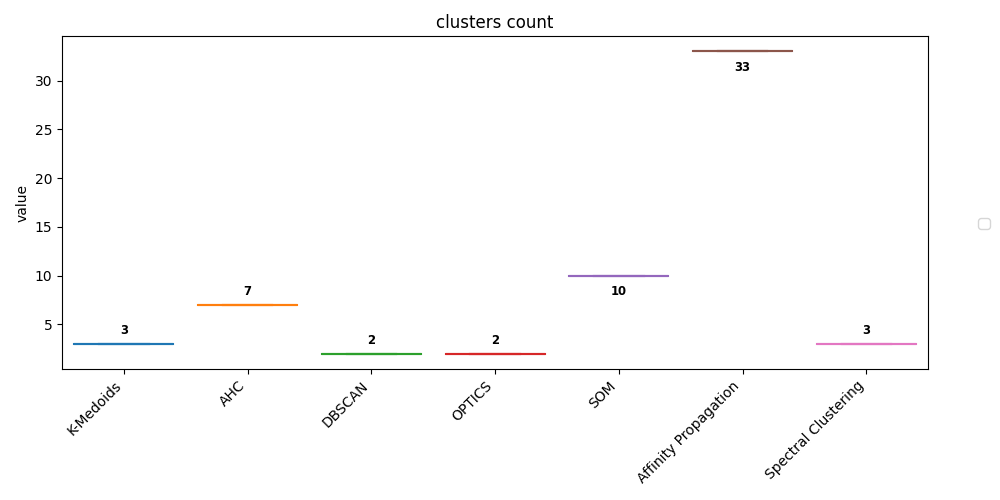 clusters count
value
30
25
20
15
10
5
33
10
7
3
2
2
3
K-Medoids
AHC
DBSCAN
OPTICS
SOM
Affinity Propagation
Spectral Clustering